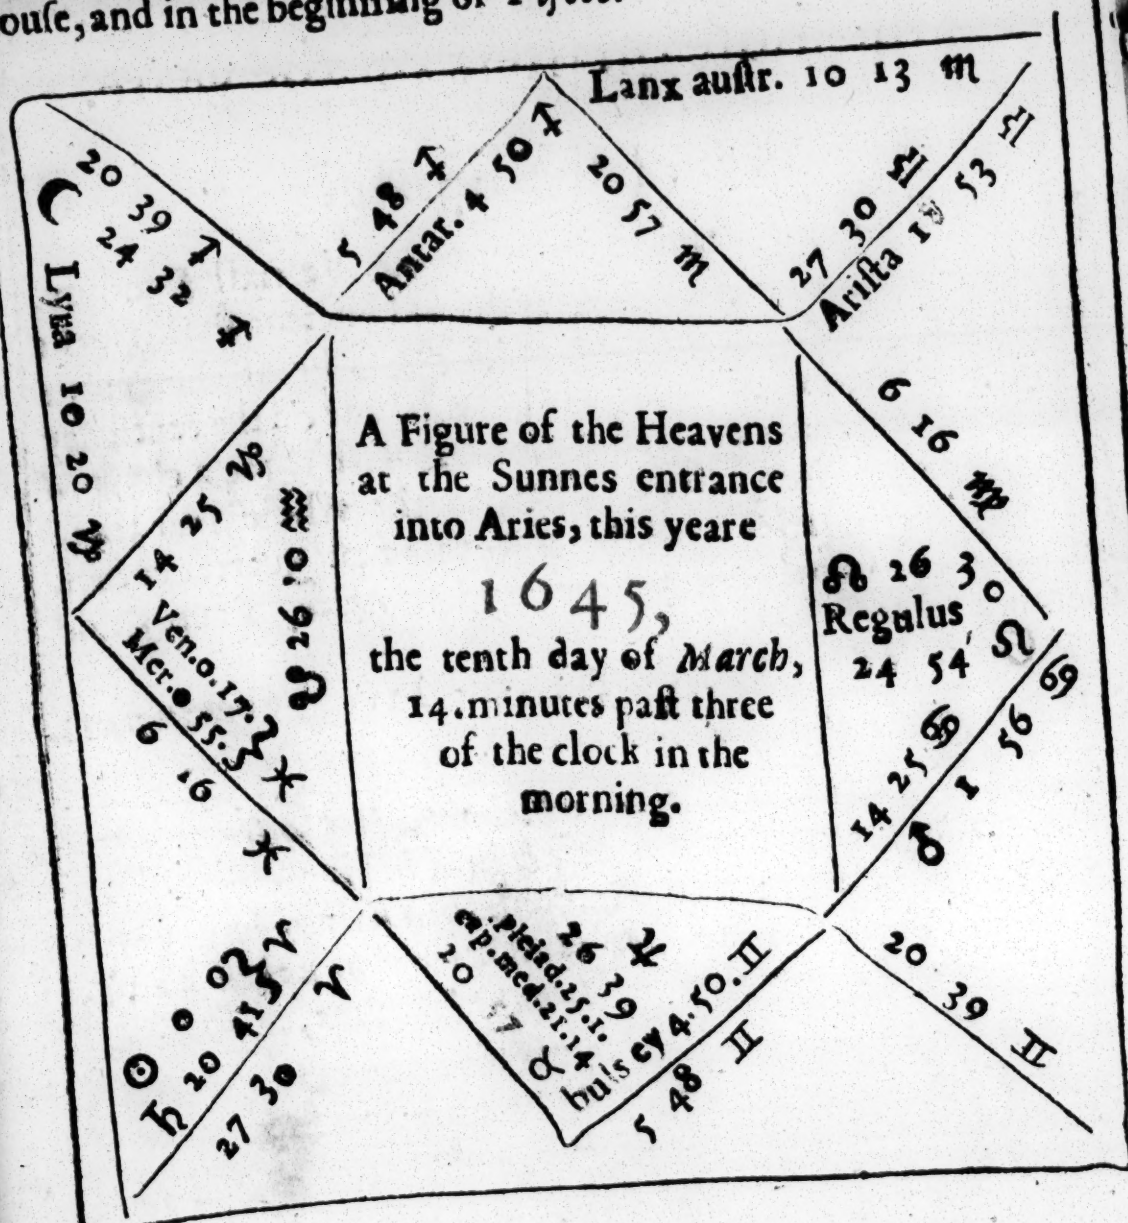 ouſe, and in the beginning
Lanx auſtr. 10 13 ♏
20 39 ♐
☽ 24 32 ♐
Lyra 10 20 ♑
5 48 ♐
Antar. 4 50 ♐
20 57 ♏
27 30 ♎
Ariſta 53 ♎
6 16 ♍
14 25 ♑
☋ 26 .0 ♒
Ven. 0. 17. } ♓
Mer. 0 55. }
6 16 ♓
A Figure of the Heavens
at the Sunnes entrance
into Aries, this yeare
1645,
the tenth day of March,
14. minutes paſt three
of the clock in the
morning.
☊ 26 30
Regulus ♌
24 54
14 25 ♋
♂ 1 56 ♋
☉ 0 0 } ♈
♄ 20 41 }
27 30 ♈
♃ 26 39
Pleiad. 25. 1.
cap. med. 21. 14.
20 57 ♉
4. 50. ♊
5 48 ♊
20 39 ♊